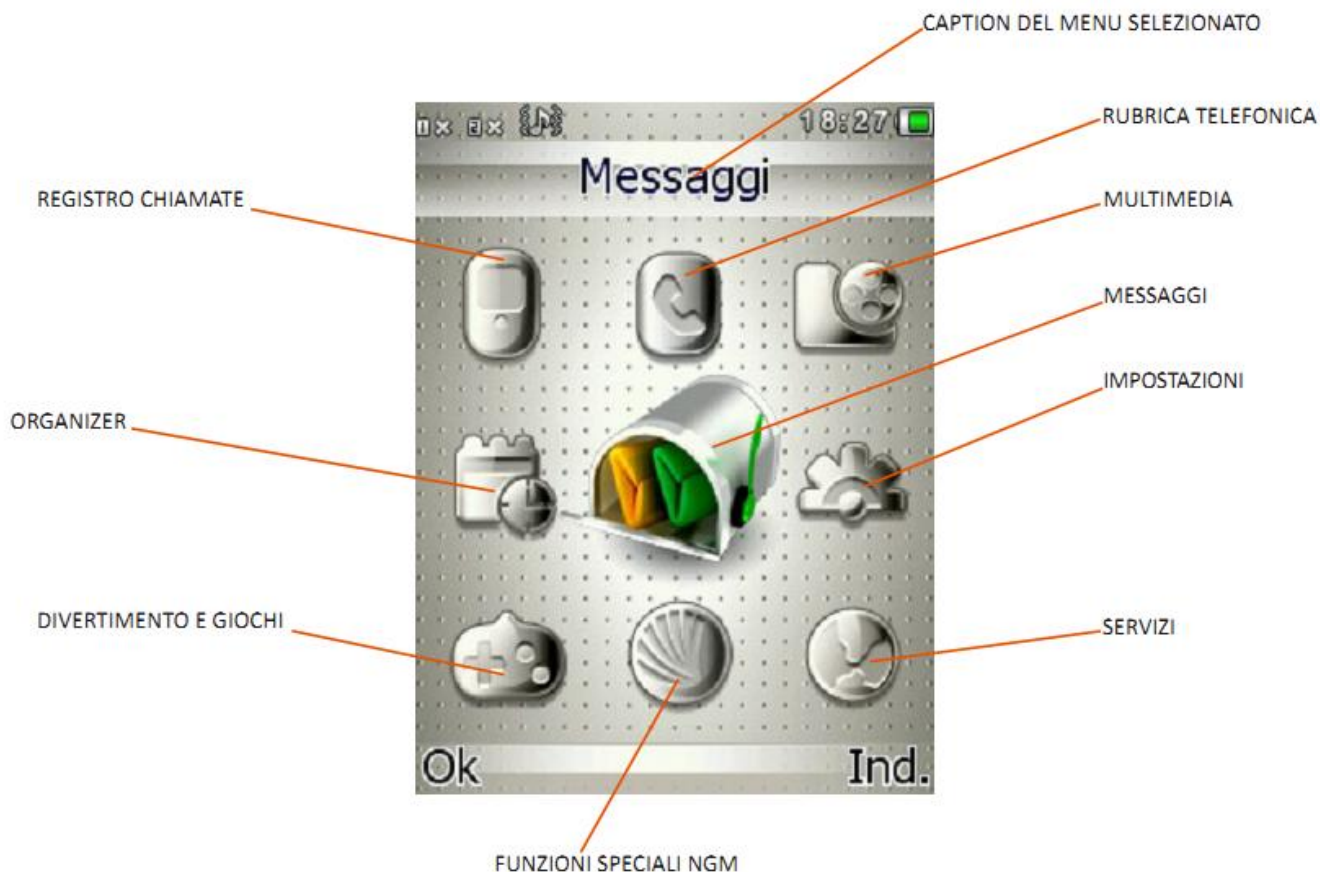 CAPTION DEL MENU SELEZIONATO
18:27
RUBRICA TELEFONICA
Messaggi
REGISTRO CHIAMATE
MULTIMEDIA
MESSAGGI
IMPOSTAZIONI
ORGANIZER
DIVERTIMENTO E GIOCHI
SERVIZI
Ok
Ind.
FUNZIONI SPECIALI NGM